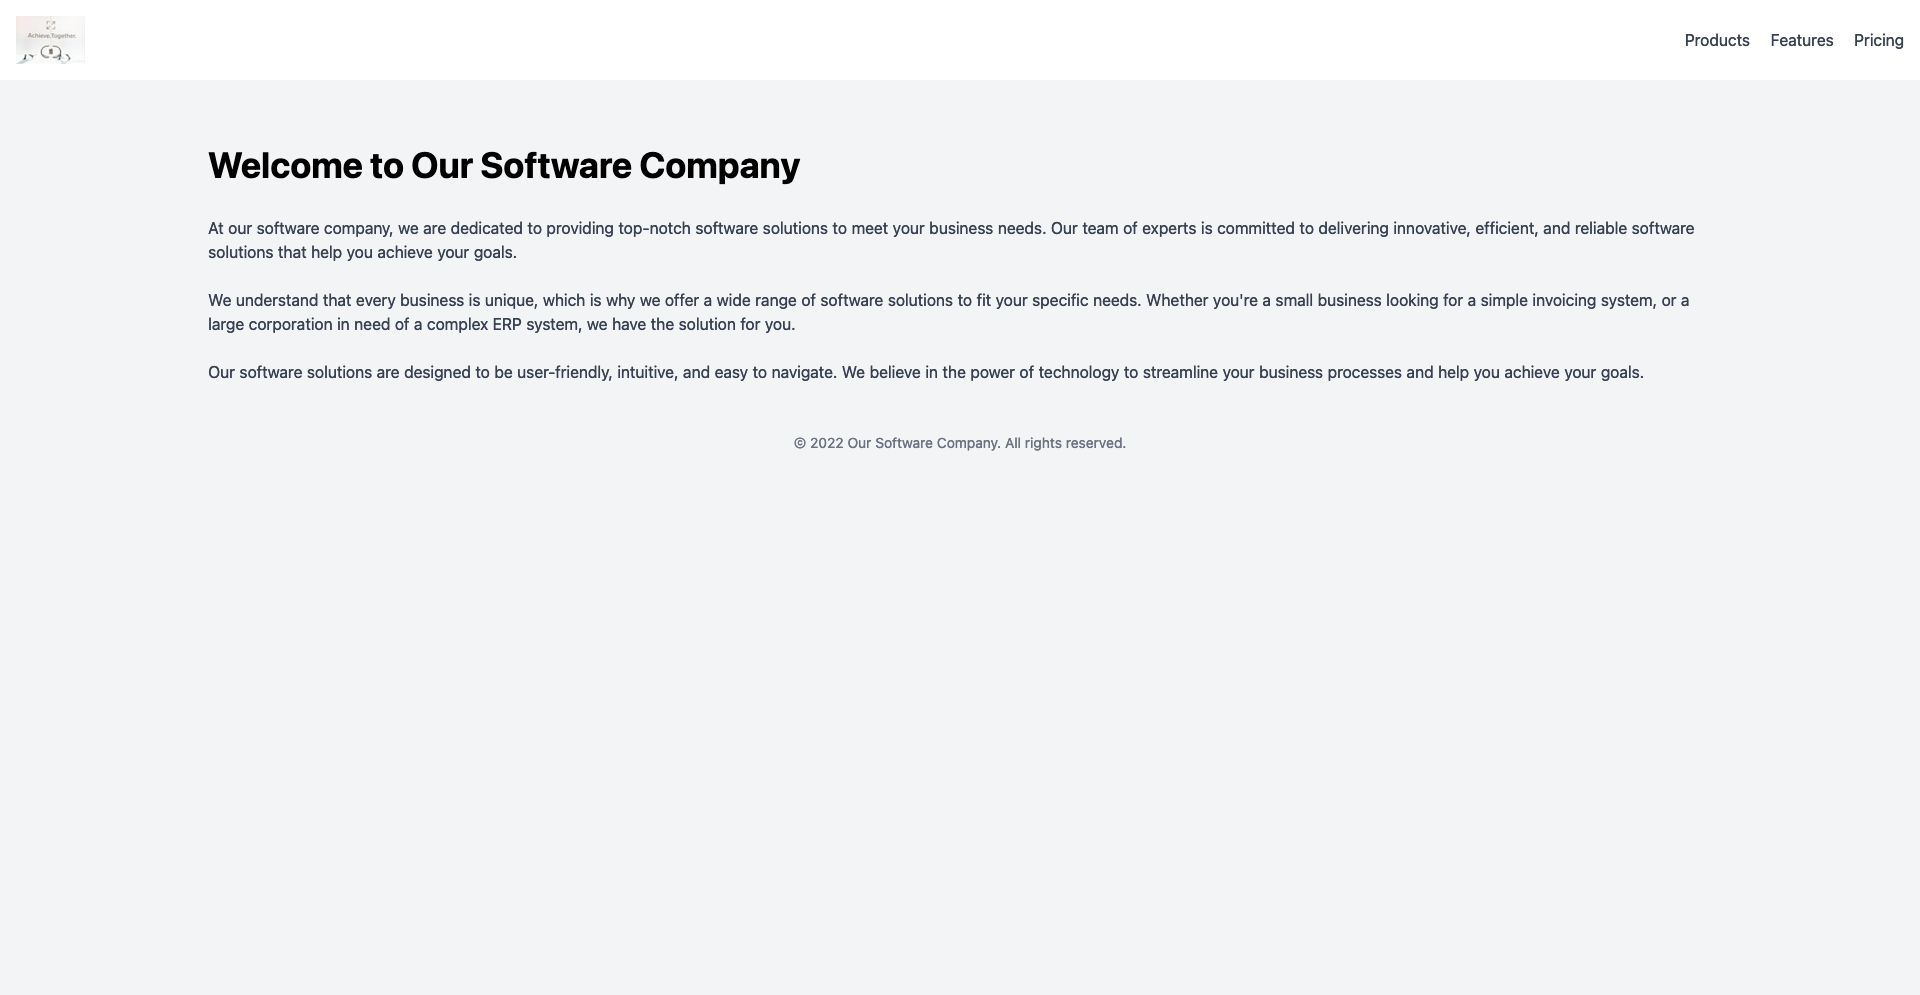 Achieve.Together.
Products Features Pricing
Welcome to Our Software Company
At our software company, we are dedicated to providing top-notch software solutions to meet your business needs. Our team of experts is committed to delivering innovative, efficient, and reliable software
solutions that help you achieve your goals.
We understand that every business is unique, which is why we offer a wide range of software solutions to fit your specific needs. Whether you're a small business looking for a simple invoicing system, or a
large corporation in need of a complex ERP system, we have the solution for you.
Our software solutions are designed to be user-friendly, intuitive, and easy to navigate. We believe in the power of technology to streamline your business processes and help you achieve your goals.
© 2022 Our Software Company. All rights reserved.